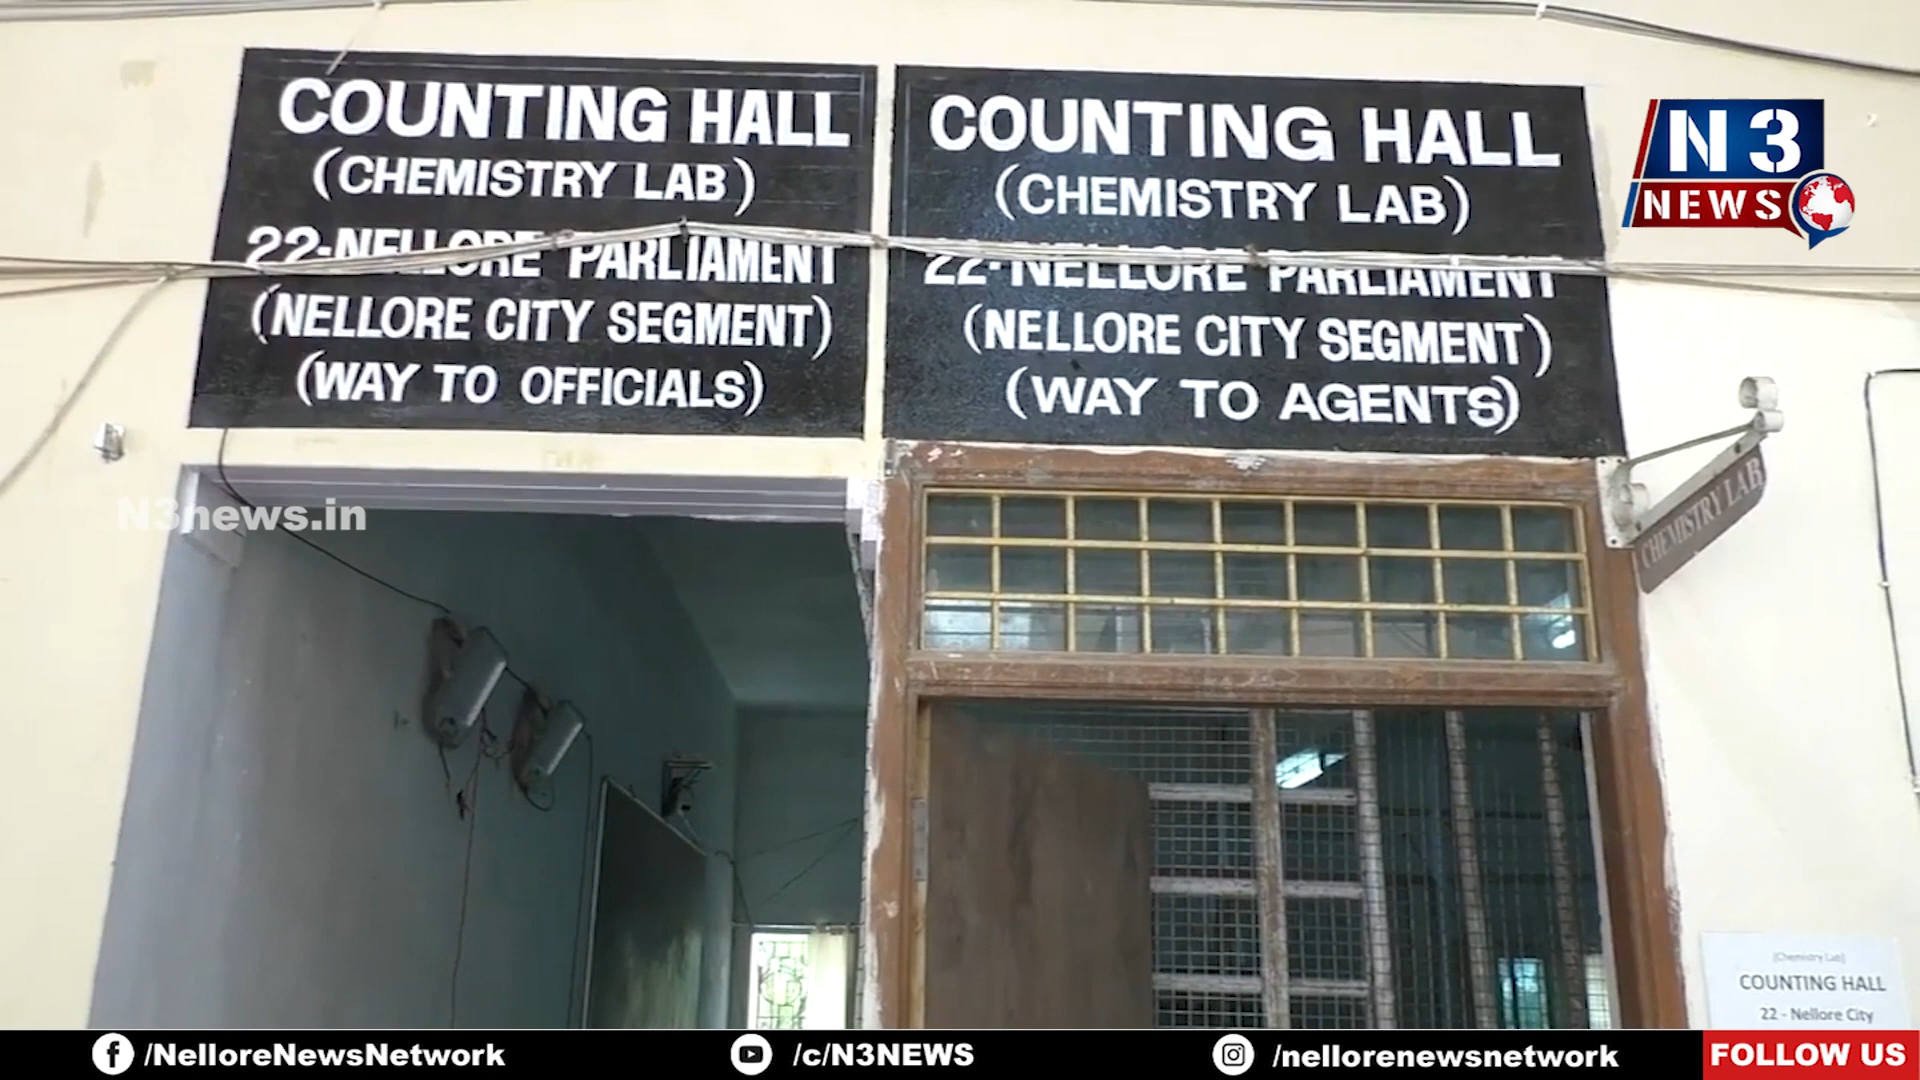 COUNTING HALL
(CHEMISTRY LAB)
22-NELLORE PARLIAMENT
(NELLORE CITY SEGMENT)
(WAY TO OFFICIALS)
COUNTING HALL
(CHEMISTRY LAB)
22-NELLORE PARLIAMENT
(NELLORE CITY SEGMENT)
(WAY TO AGENTS)
N3
NEWS
CHEMISTRY LAB
N3news.in
(Chemistry Lab)
COUNTING HALL
22 - Nellore City
/NelloreNewsNetwork
/c/N3NEWS
/nellorenewsnetwork
FOLLOW US